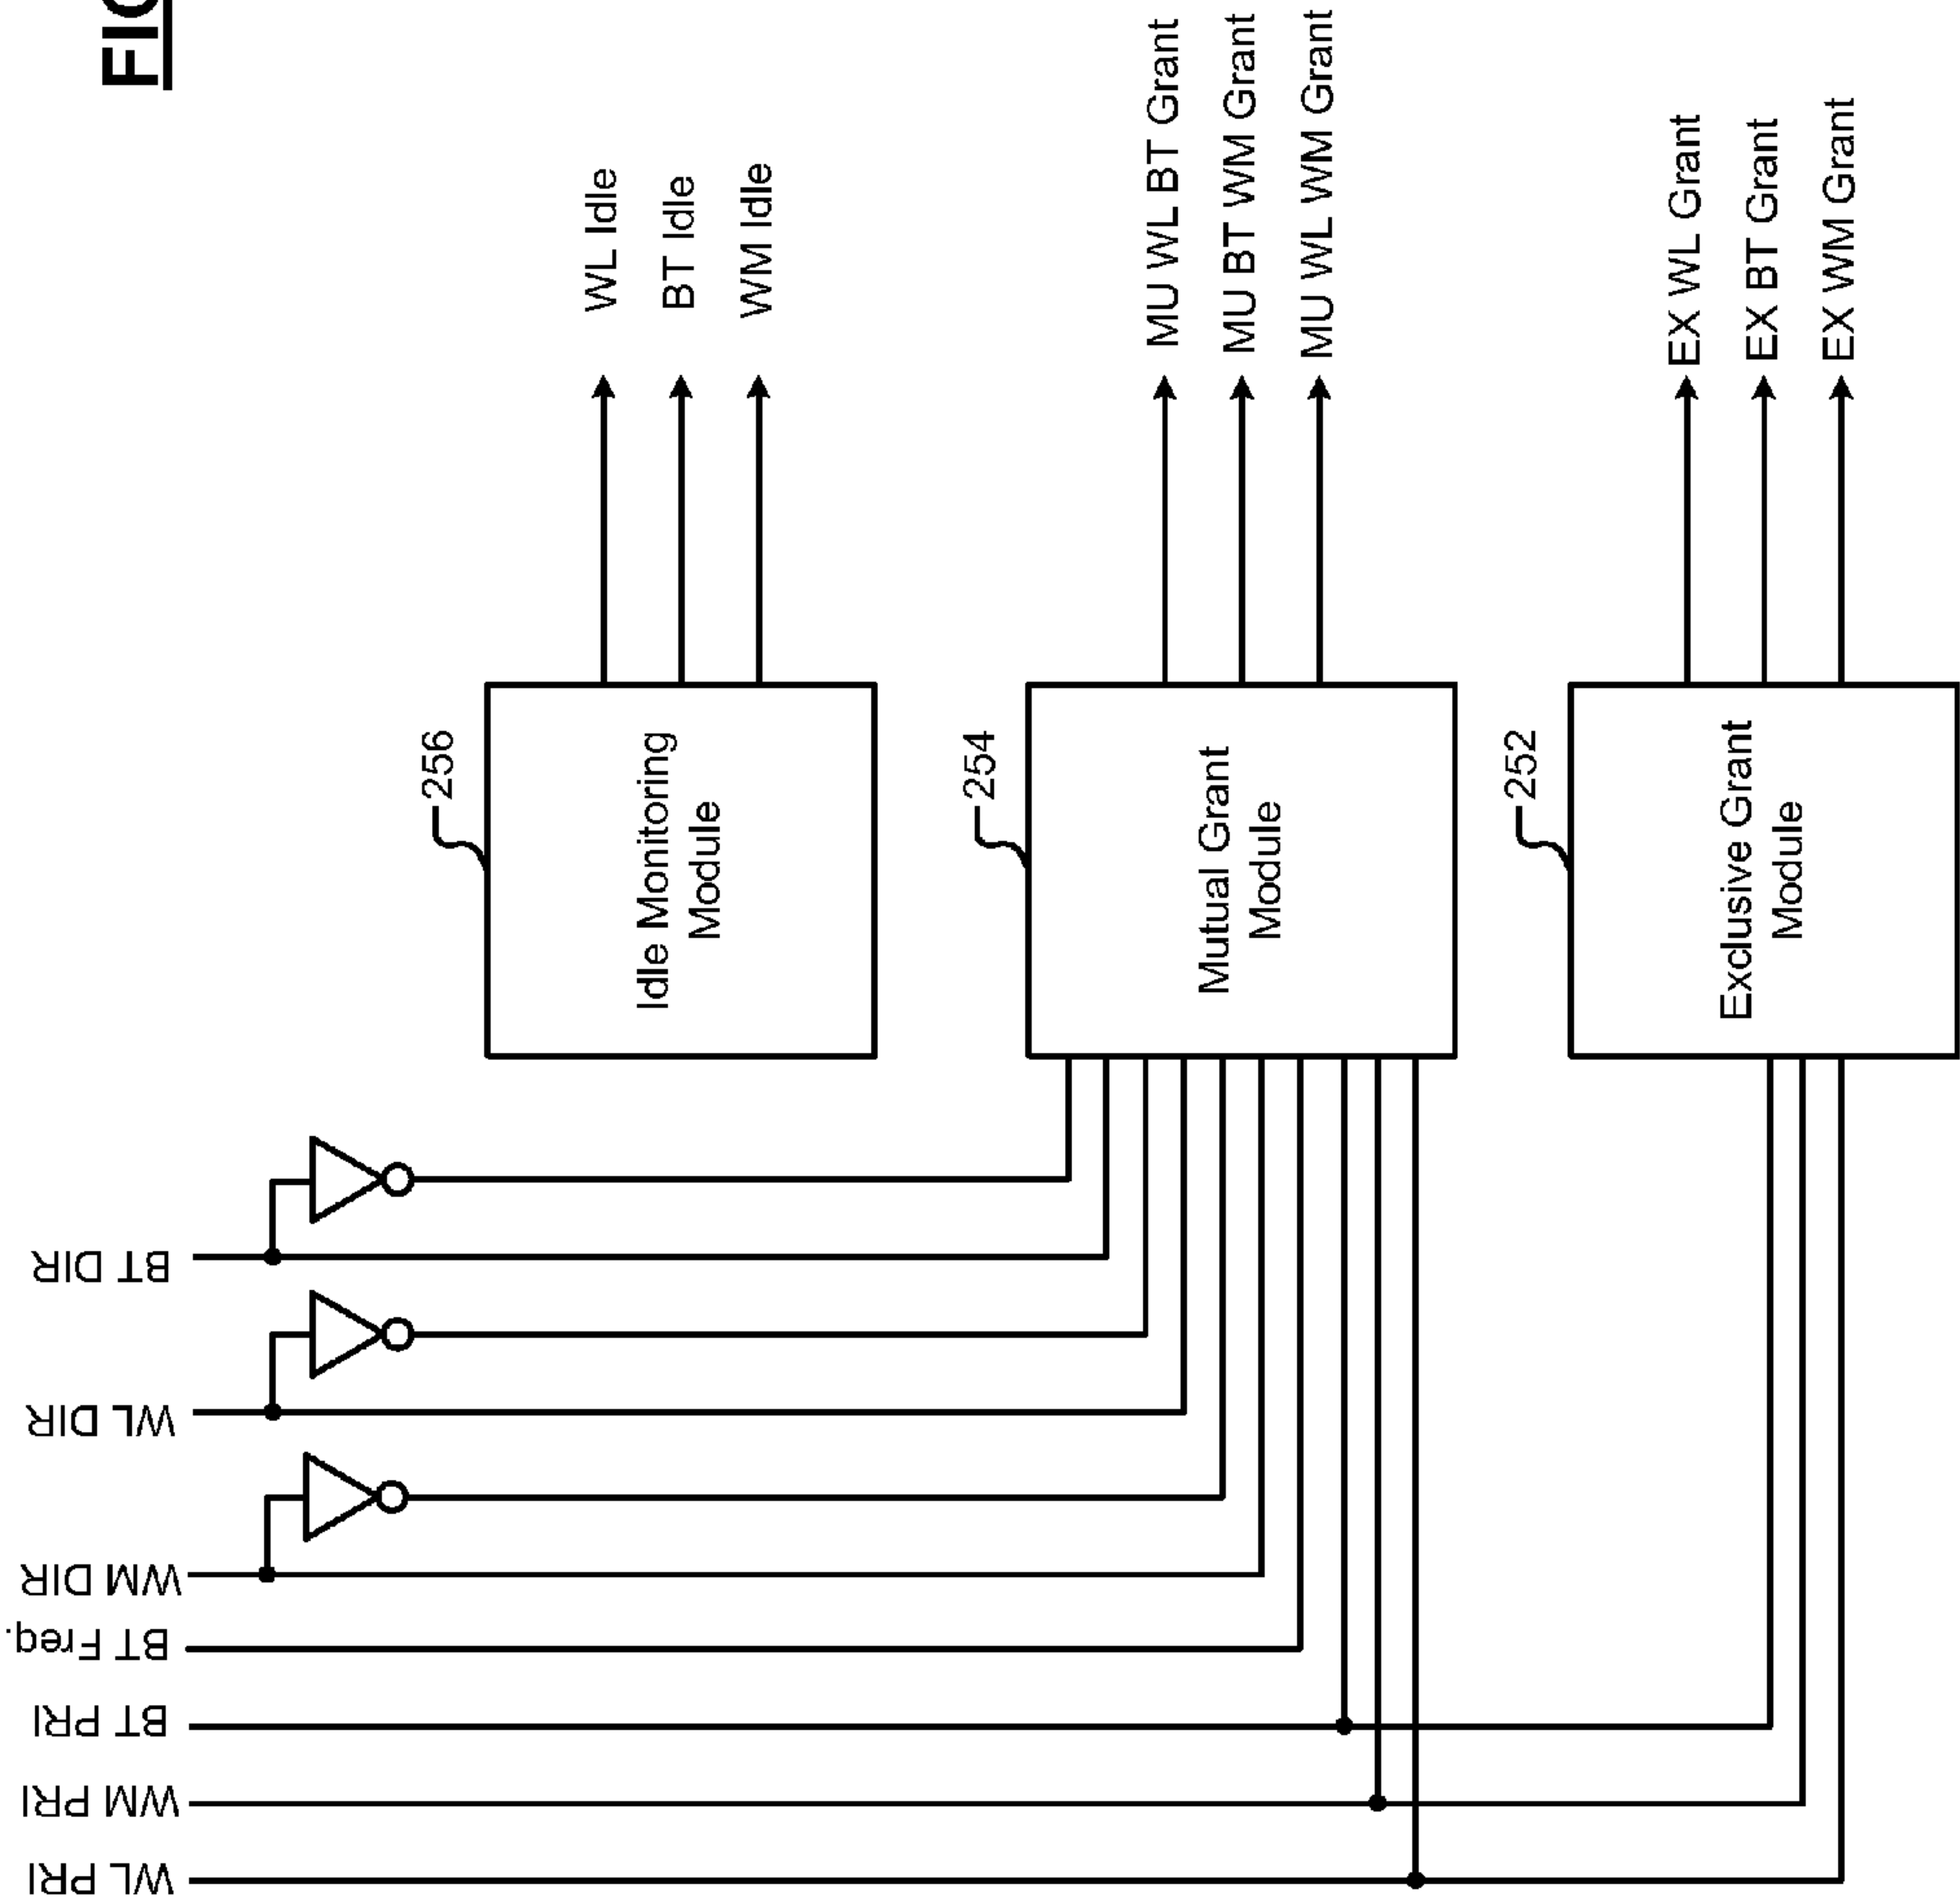 FIG
WL PRI
WM PRI
BT PRI
BT Freq.
WM DIR
WL DIR
BT DIR
256
Idle Monitoring
Module
WL Idle
BT Idle
WM Idle
254
Mutual Grant
Module
MU WL BT Grant
MU BT WM Grant
MU WL WM Grant
252
Exclusive Grant
Module
EX WL Grant
EX BT Grant
EX WM Grant